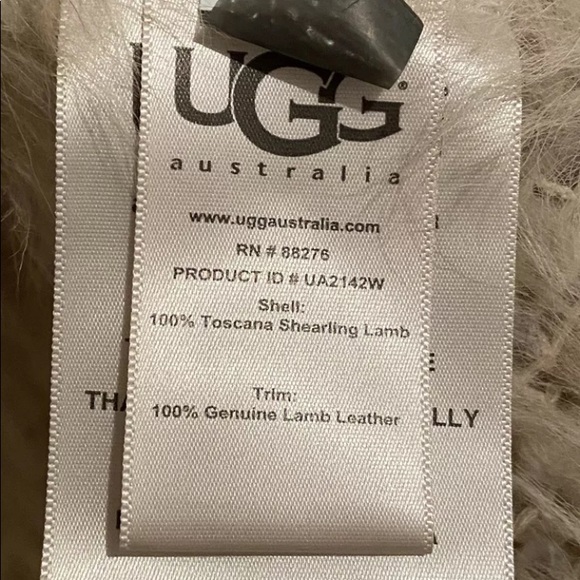 UGG®
australia
www.uggaustralia.com
RN # 88276
PRODUCT ID # UA2142W
Shell:
100% Toscana Shearling Lamb
Trim:
100% Genuine Lamb Leather
LLY